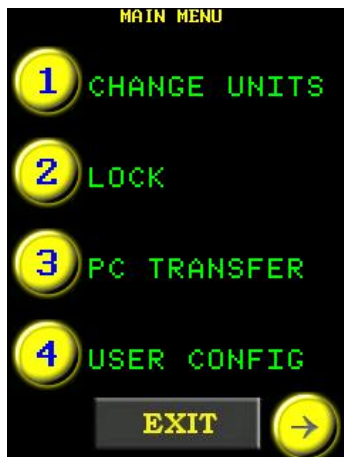 MAIN MENU
1 CHANGE UNITS
2 LOCK
3 PC TRANSFER
4 USER CONFIG
EXIT →